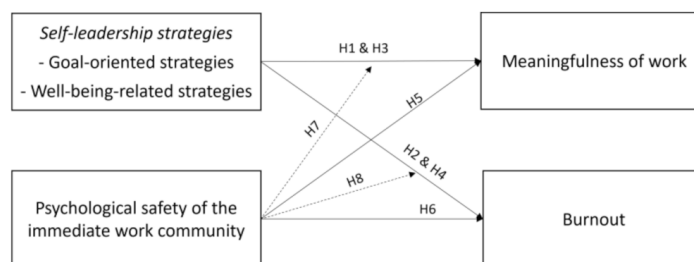 Self-leadership strategies
- Goal-oriented strategies
- Well-being-related strategies
H1 & H3
Meaningfulness of work
H5
H7
H2 & H4
H8
Psychological safety of the
immediate work community
H6
Burnout